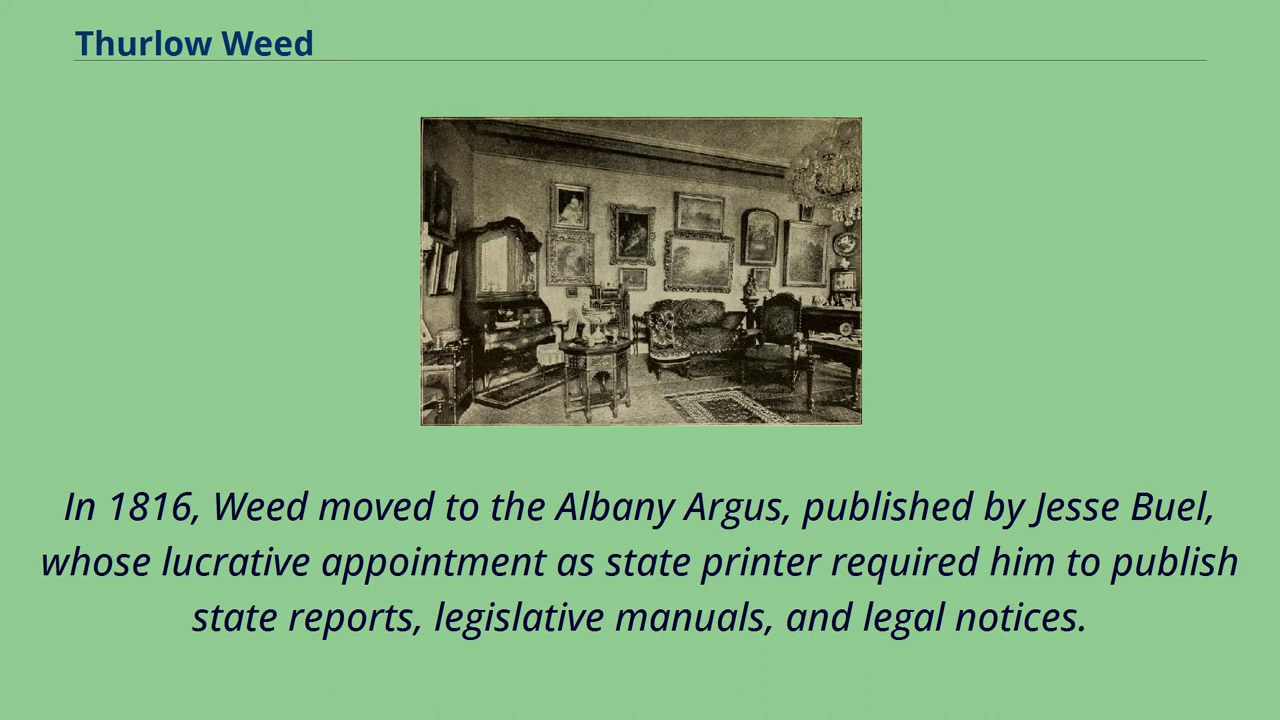 Thurlow Weed
In 1816, Weed moved to the Albany Argus, published by Jesse Buel,
whose lucrative appointment as state printer required him to publish
state reports, legislative manuals, and legal notices.